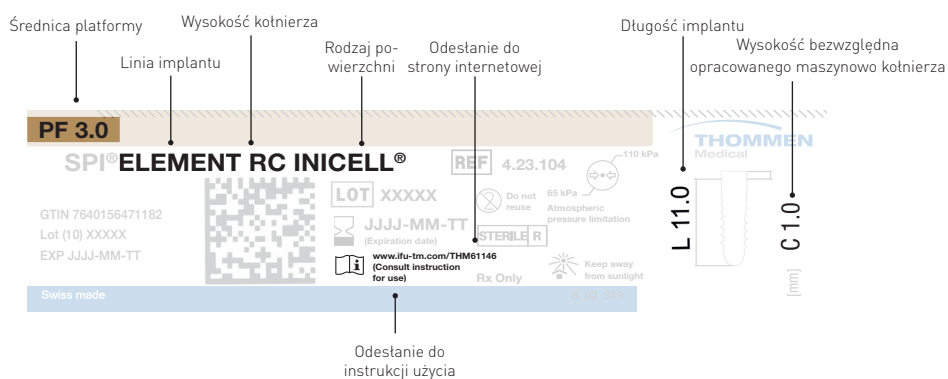 Średnica platformy
Wysokość kołnierza
Linia implantu
Rodzaj po-
wierzchni
Odesłanie do
strony internetowej
Długość implantu
Wysokość bezwzględna
opracowanego maszynowo kołnierza
PF 3.0
SPI®ELEMENT RC INICELL®
REF 4.23.104
110 kPa
65 kPa
Atmospheric
pressure limitation
THOMMEN
Medical
LOT XXXXX
Do not
reuse
GTIN 7640156471182
Lot (10) XXXXX
EXP JJJJ-MM-TT
JJJJ-MM-TT
(Expiration date)
STERILE R
www.ifu-tm.com/THM61146
(Consult instruction
for use)
Rx Only
Keep away
from sunlight
L 11.0
C 1.0
[mm]
Swiss made
Odesłanie do
instrukcji użycia